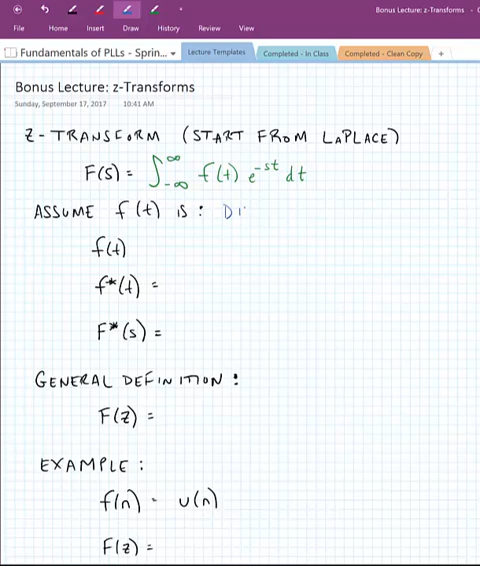 Bonus Lecture: z-Transforms
File Home Insert Draw History Review View
Fundamentals of PLLs - Sprin... Lecture Templates Completed - In Class Completed - Clean Copy +
Bonus Lecture: z-Transforms
Sunday, September 17, 2017 10:41 AM
Z-TRANSFORM (START FROM LAPLACE)
F(s) = ∫_{-∞}^{∞} f(t) e^{-st} dt
ASSUME f(t) IS: DI
f(t)
f*(t) =
F*(s) =
GENERAL DEFINITION:
F(z) =
EXAMPLE:
f(n) = u(n)
F(z) =